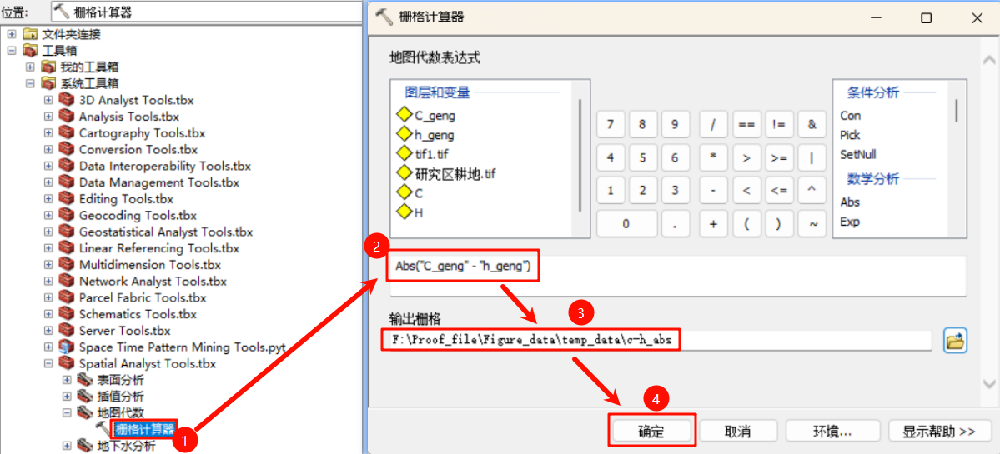 位置:
栅格计算器
文件夹连接
工具箱
我的工具箱
系统工具箱
3D Analyst Tools.tbx
Analysis Tools.tbx
Cartography Tools.tbx
Conversion Tools.tbx
Data Interoperability Tools.tbx
Data Management Tools.tbx
Editing Tools.tbx
Geocoding Tools.tbx
Geostatistical Analyst Tools.tbx
Linear Referencing Tools.tbx
Multidimension Tools.tbx
Network Analyst Tools.tbx
Parcel Fabric Tools.tbx
Schematics Tools.tbx
Server Tools.tbx
Space Time Pattern Mining Tools.pyt
Spatial Analyst Tools.tbx
表面分析
插值分析
地图代数
栅格计算器
1
地下水分析
栅格计算器
地图代数表达式
图层和变量
C_geng
h_geng
tif1.tif
研究区耕地.tif
C
H
7 8 9 / == != &
4 5 6 * > >= |
1 2 3 - < <= ^
0 . + ( ) ~
条件分析
Con
Pick
SetNull
数学分析
Abs
Exp
2
Abs("C_geng" - "h_geng")
3
输出栅格
F:\Proof_file\Figure_data\temp_data\c-h_abs
4
确定 取消 环境... 显示帮助 >>